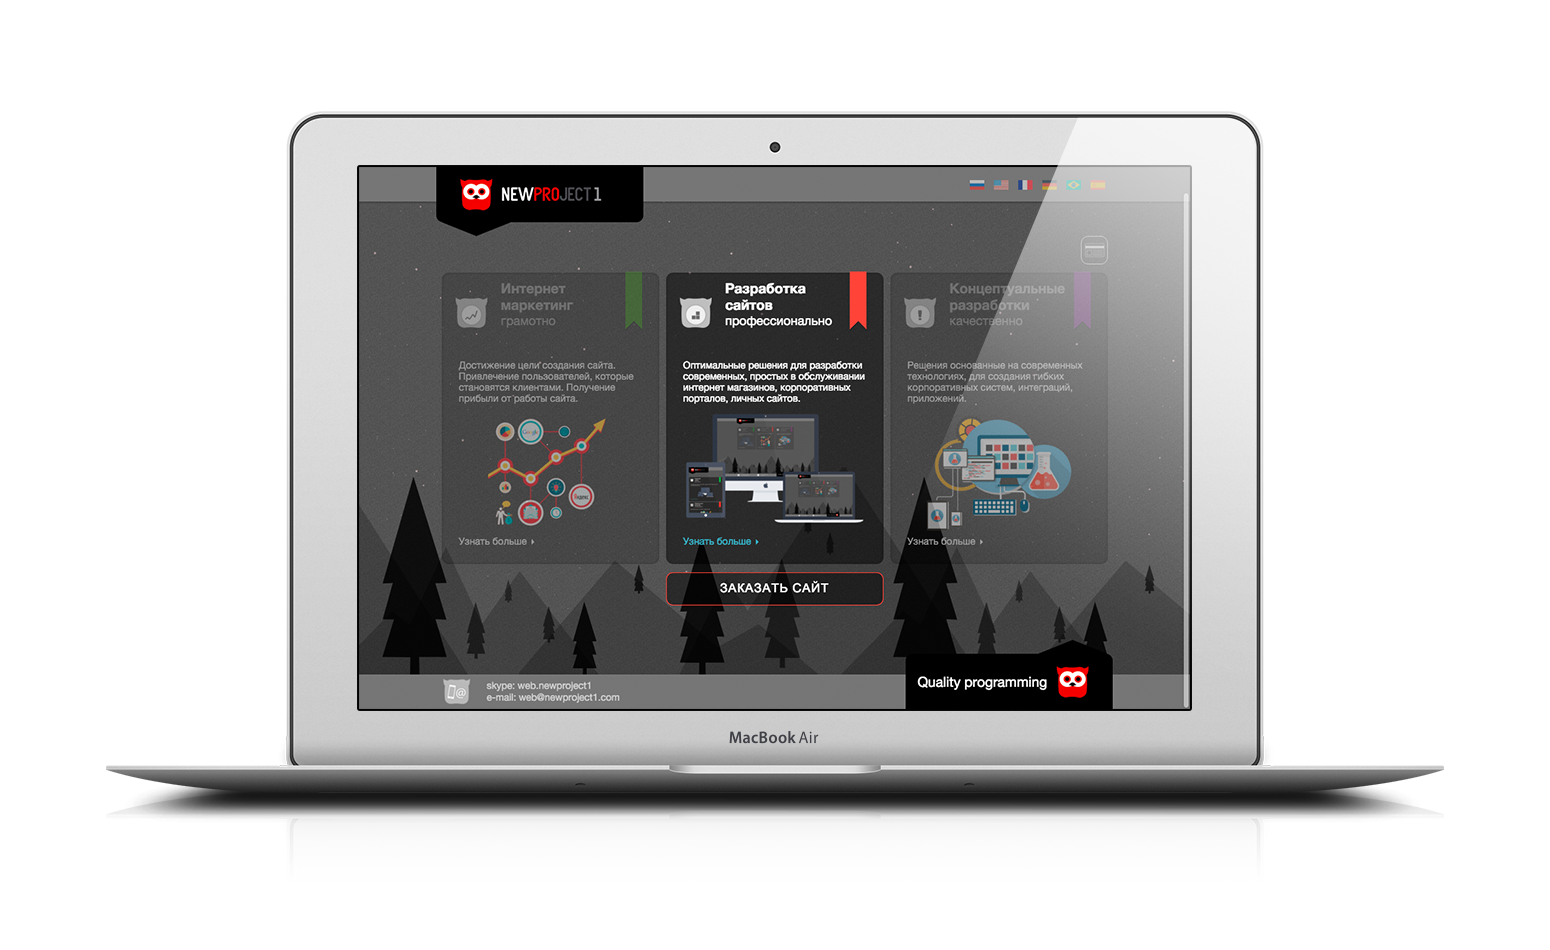 NEWPROJECT1
Интернет
маркетинг
грамотно
Достижение цели создания сайта.
Привлечение пользователей, которые
становятся клиентами. Получение
прибыли от работы сайта.
Google
Узнать больше
Разработка
сайтов
профессионально
Оптимальные решения для разработки
современных, простых в обслуживании
интернет магазинов, корпоративных
порталов, личных сайтов.
Узнать больше
ЗАКАЗАТЬ САЙТ
Концептуальные
разработки
качественно
Рещения основанные на современных
технологиях, для создания гибких
корпоративных систем, интеграций,
приложений.
Узнать больше
skype: web.newproject1
e-mail: web@newproject1.com
Quality programming
MacBook Air